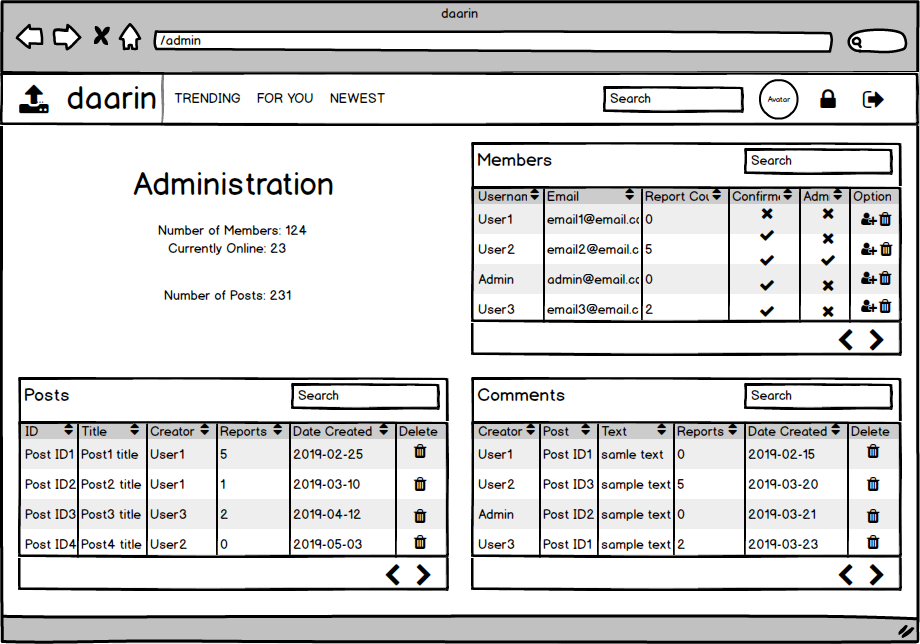 daarin
/admin
daarin TRENDING FOR YOU NEWEST Search Avatar
Administration
Number of Members: 124
Currently Online: 23
Number of Posts: 231
Members Search
Usernan Email Report Cou Confirme Adm Option
User1 email1@email.cc 0
User2 email2@email.c 5
Admin admin@email.cc 0
User3 email3@email.c 2
Posts Search
ID Title Creator Reports Date Created Delete
Post ID1 Post1 title User1 5 2019-02-25
Post ID2 Post2 title User1 1 2019-03-10
Post ID3 Post3 title User3 2 2019-04-12
Post ID4 Post4 title User2 0 2019-05-03
Comments Search
Creator Post Text Reports Date Created Delete
User1 Post ID1 samle text 0 2019-02-15
User2 Post ID3 sample text 5 2019-03-20
Admin Post ID2 sample text 0 2019-03-21
User3 Post ID1 sample text 2 2019-03-23